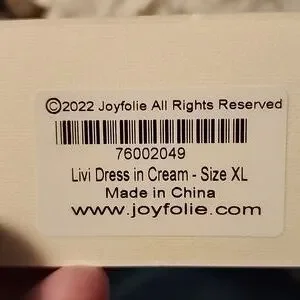 ©2022 Joyfolie All Rights Reserved
76002049
Livi Dress in Cream - Size XL
Made in China
www.joyfolie.com